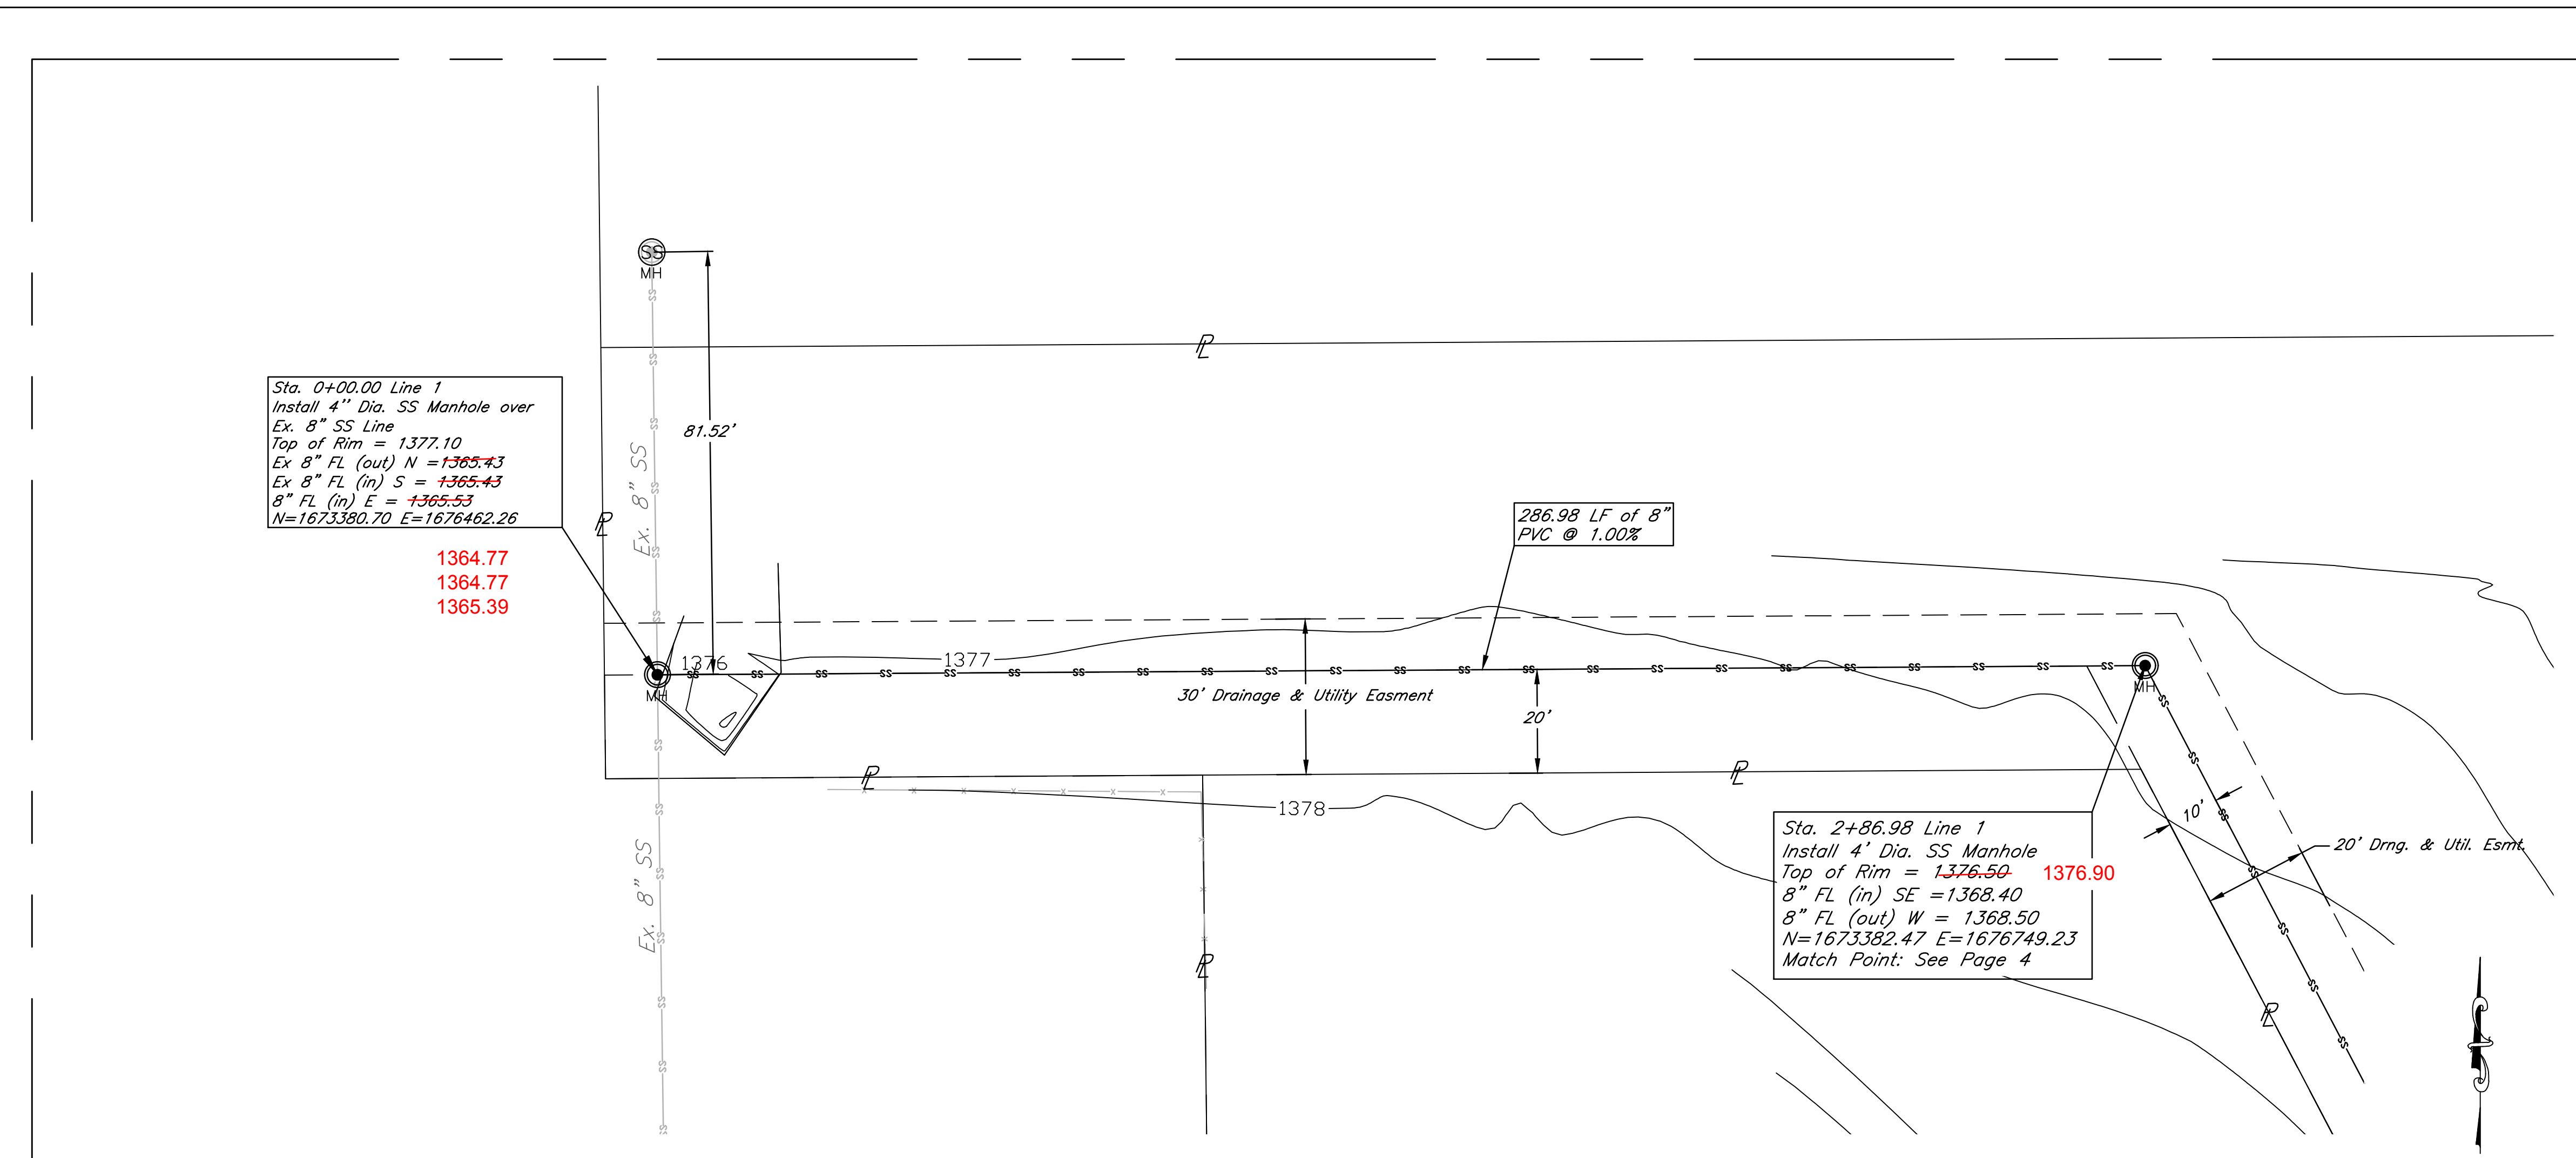 SS
MH
81.52'
Ex. 8" SS
℄
Sta. 0+00.00 Line 1
Install 4'' Dia. SS Manhole over
Ex. 8" SS Line
Top of Rim = 1377.10
Ex 8" FL (out) N =1365.43
Ex 8" FL (in) S = 1365.43
8" FL (in) E = 1365.53
N=1673380.70 E=1676462.26
1364.77
1364.77
1365.39
286.98 LF of 8"
PVC @ 1.00%
1376
1377
MH
MH
30' Drainage & Utility Easment
20'
1378
Ex. 8" SS
Sta. 2+86.98 Line 1
Install 4' Dia. SS Manhole
Top of Rim = 1376.50 1376.90
8" FL (in) SE =1368.40
8" FL (out) W = 1368.50
N=1673382.47 E=1676749.23
Match Point: See Page 4
10'
20' Drng. & Util. Esmt.